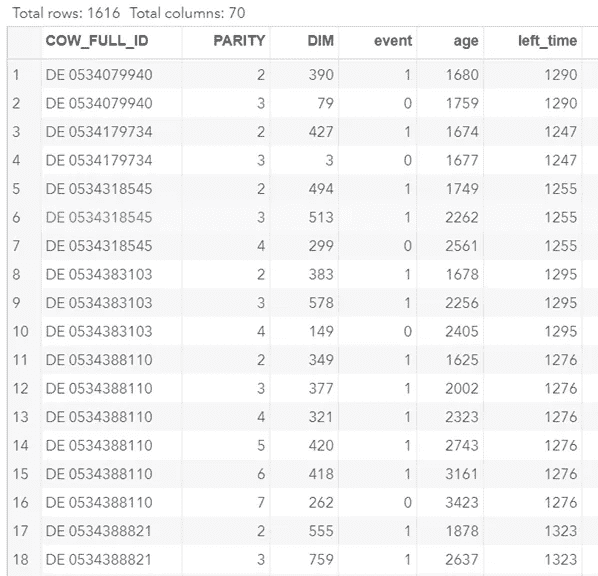 Total rows: 1616 Total columns: 70
COW_FULL_ID PARITY DIM event age left_time
1 DE 0534079940 2 390 1 1680 1290
2 DE 0534079940 3 79 0 1759 1290
3 DE 0534179734 2 427 1 1674 1247
4 DE 0534179734 3 3 0 1677 1247
5 DE 0534318545 2 494 1 1749 1255
6 DE 0534318545 3 513 1 2262 1255
7 DE 0534318545 4 299 0 2561 1255
8 DE 0534383103 2 383 1 1678 1295
9 DE 0534383103 3 578 1 2256 1295
10 DE 0534383103 4 149 0 2405 1295
11 DE 0534388110 2 349 1 1625 1276
12 DE 0534388110 3 377 1 2002 1276
13 DE 0534388110 4 321 1 2323 1276
14 DE 0534388110 5 420 1 2743 1276
15 DE 0534388110 6 418 1 3161 1276
16 DE 0534388110 7 262 0 3423 1276
17 DE 0534388821 2 555 1 1878 1323
18 DE 0534388821 3 759 1 2637 1323